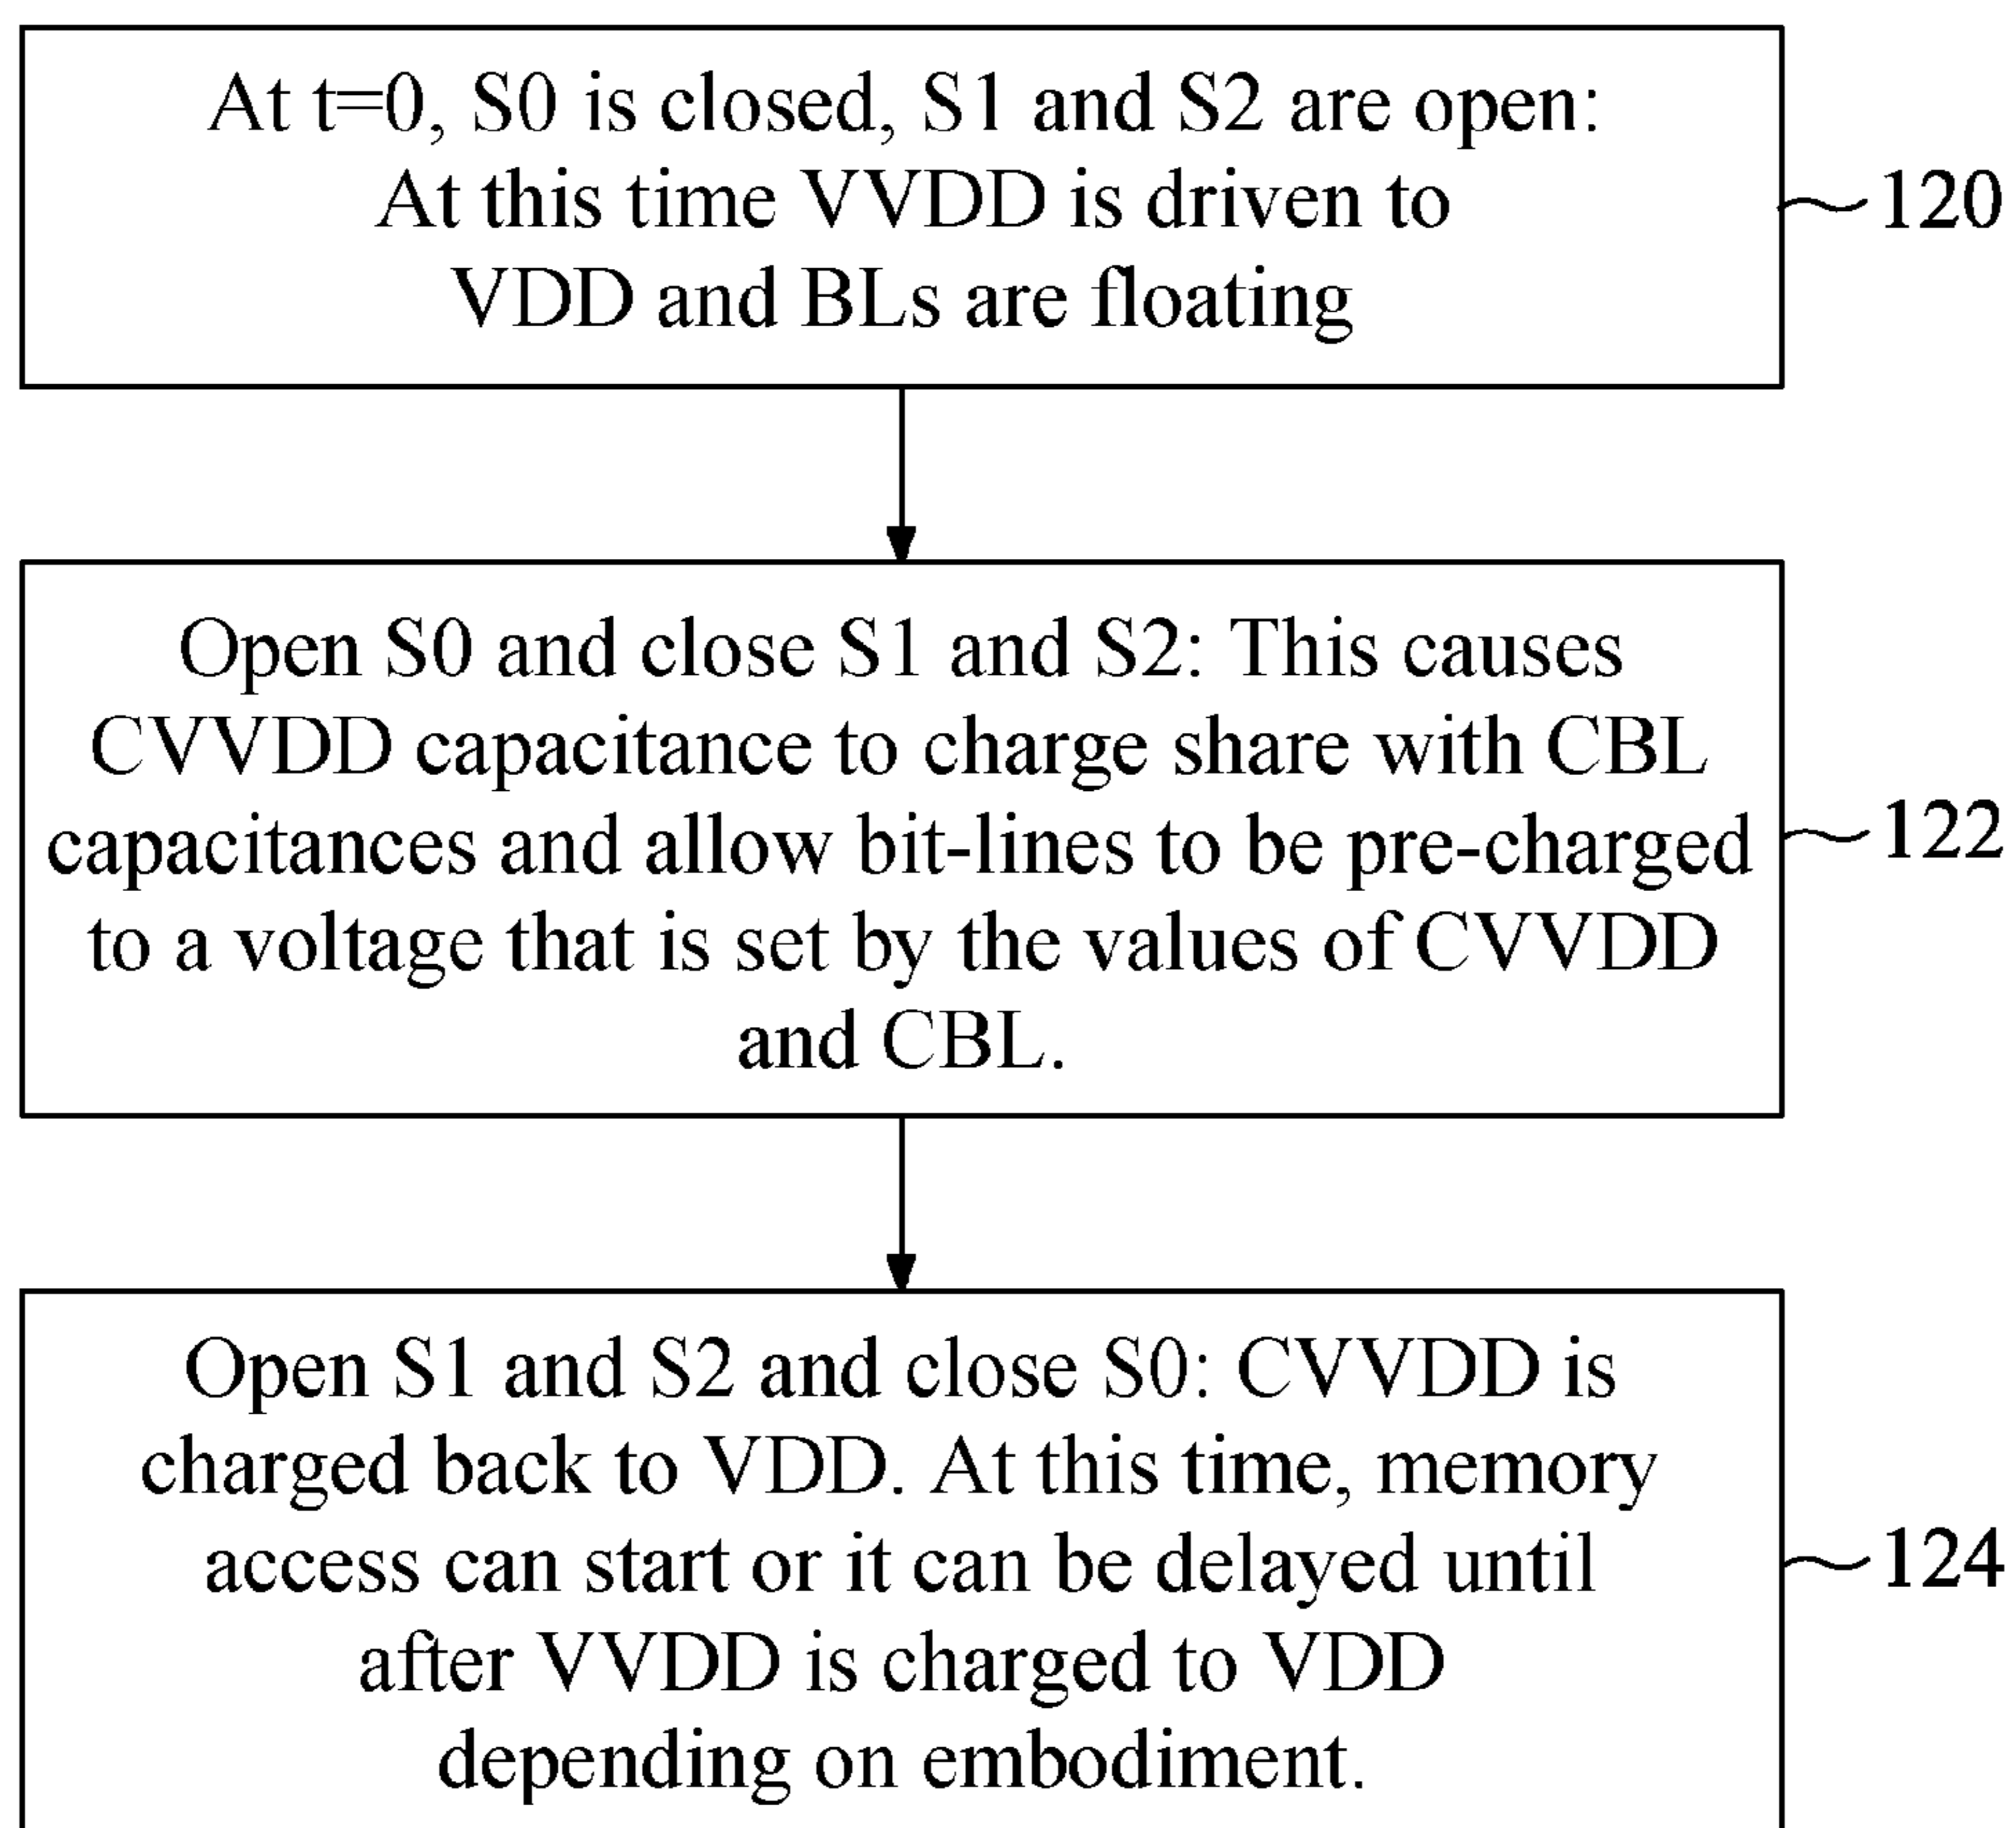 At t=0, S0 is closed, S1 and S2 are open:
At this time VVDD is driven to
VDD and BLs are floating
120
Open S0 and close S1 and S2: This causes
CVVDD capacitance to charge share with CBL
capacitances and allow bit-lines to be pre-charged
to a voltage that is set by the values of CVVDD
and CBL.
122
Open S1 and S2 and close S0: CVVDD is
charged back to VDD. At this time, memory
access can start or it can be delayed until
after VVDD is charged to VDD
depending on embodiment.
124